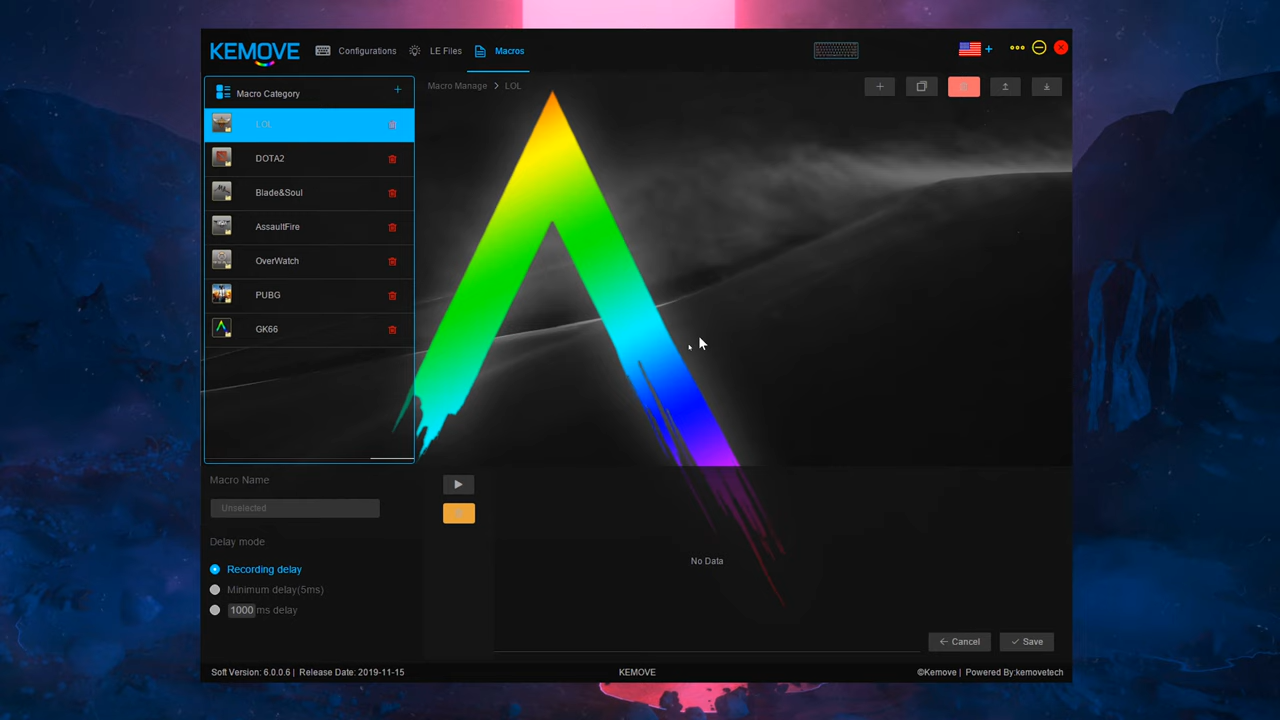 KEMOVE
Configurations
LE Files
Macros
Macro Category
Macro Manage > LOL
LOL
DOTA2
Blade&Soul
AssaultFire
OverWatch
PUBG
GK66
Macro Name
Unselected
Delay mode
Recording delay
Minimum delay(5ms)
1000 ms delay
No Data
Cancel
Save
Soft Version: 6.0.0.6 | Release Date: 2019-11-15
KEMOVE
©Kemove | Powered By:kemovetech